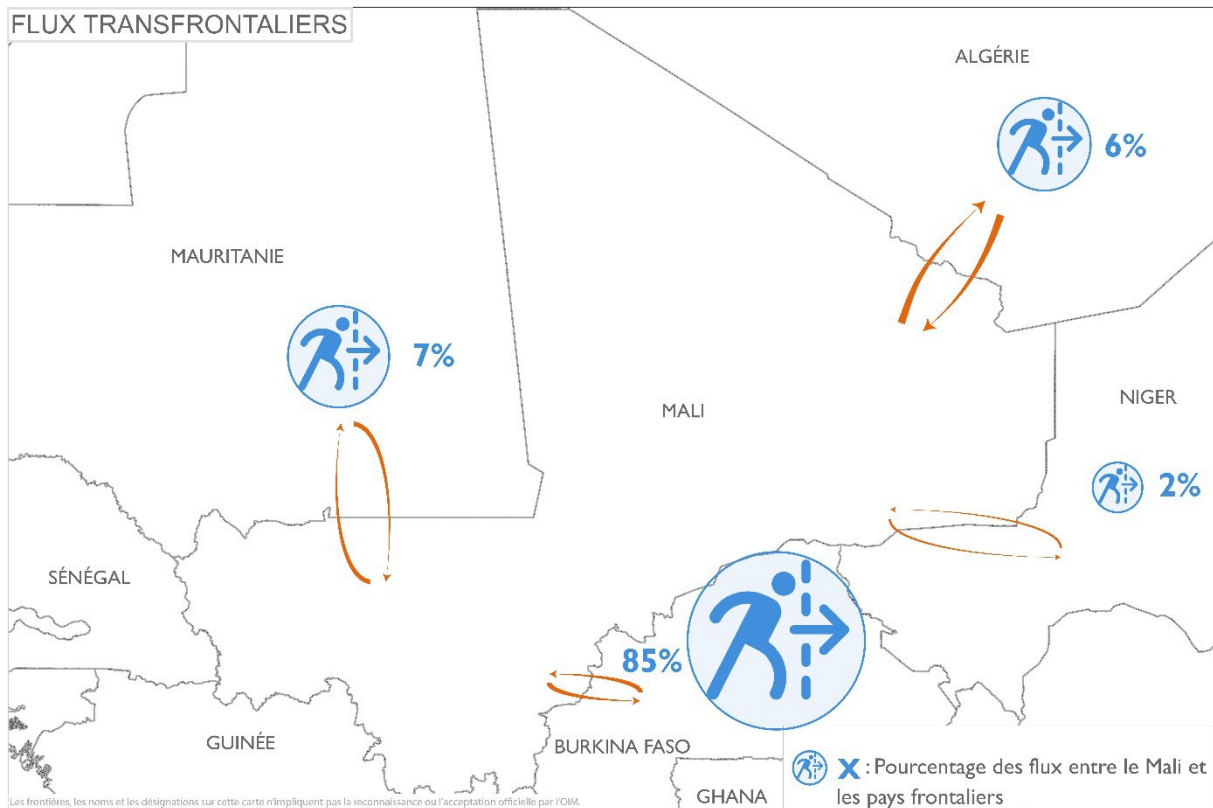 FLUX TRANSFRONTALIERS
ALGÉRIE
6%
MAURITANIE
7%
MALI
NIGER
2%
SÉNÉGAL
85%
GUINÉE
BURKINA FASO
GHANA
X : Pourcentage des flux entre le Mali et
les pays frontaliers
Les frontières, les noms et les désignations sur cette carte n'impliquent pas la reconnaissance ou l'acceptation officielle par l'OIM.